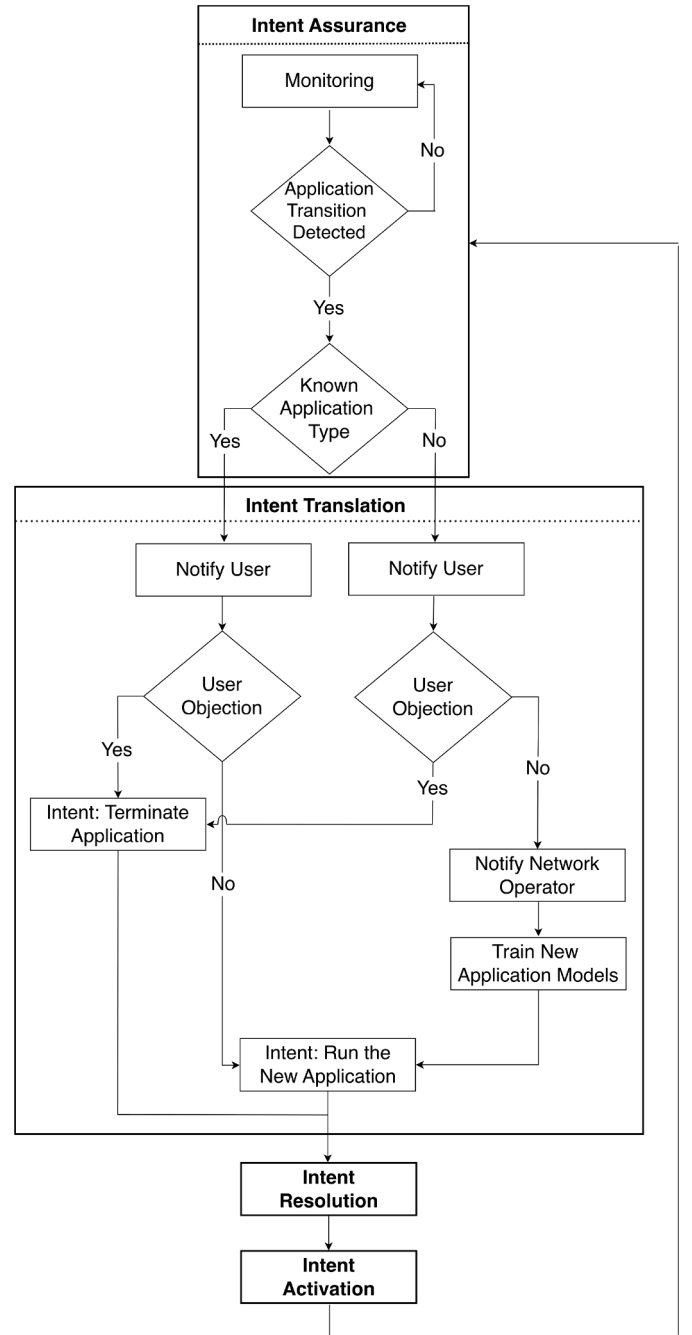 Intent Assurance
Monitoring
No
Application
Transition
Detected
Yes
Known
Application
Type
Yes
No
Intent Translation
Notify User
Notify User
User
Objection
User
Objection
Yes
No
Yes
Intent: Terminate
Application
No
Notify Network
Operator
Train New
Application Models
Intent: Run the
New Application
Intent
Resolution
Intent
Activation